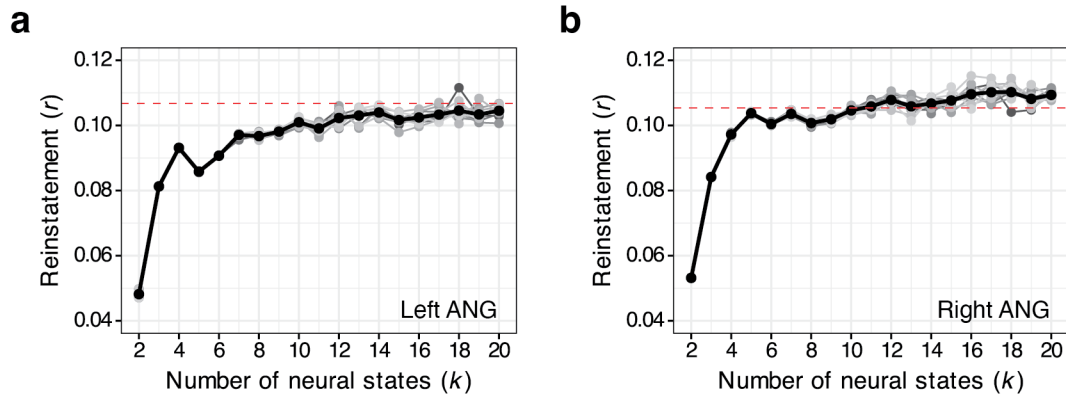 a
0.12
0.10
0.08
0.06
0.04
Reinstatement (r)
Left ANG
2 4 6 8 10 12 14 16 18 20
Number of neural states (k)
b
0.12
0.10
0.08
0.06
0.04
Reinstatement (r)
Right ANG
2 4 6 8 10 12 14 16 18 20
Number of neural states (k)